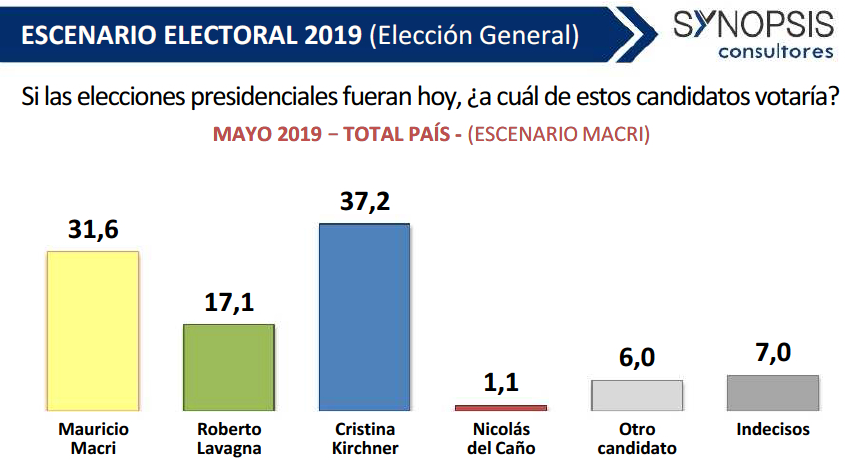 ESCENARIO ELECTORAL 2019 (Elección General)
SYNOPSIS
consultores
Si las elecciones presidenciales fueran hoy, ¿a cuál de estos candidatos votaría?
MAYO 2019 – TOTAL PAÍS - (ESCENARIO MACRI)
31,6
17,1
37,2
1,1
6,0
7,0
Mauricio
Macri
Roberto
Lavagna
Cristina
Kirchner
Nicolás
del Caño
Otro
candidato
Indecisos